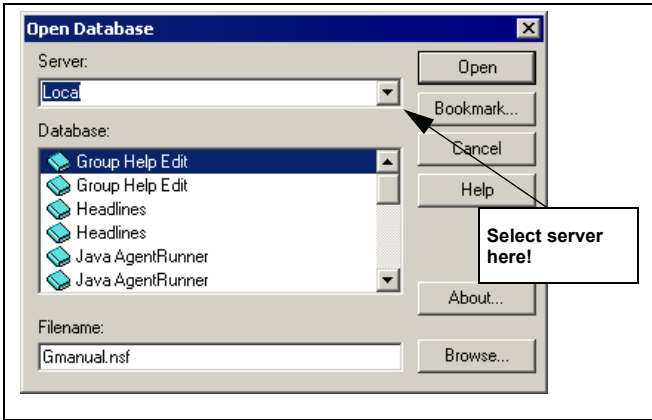 Open Database
Server:
Local
Open
Bookmark...
Database:
Cancel
Group Help Edit
Group Help Edit
Help
Headlines
Headlines
Java AgentRunner
Java AgentRunner
Select server
here!
About...
Filename:
Gmanual.nsf
Browse...